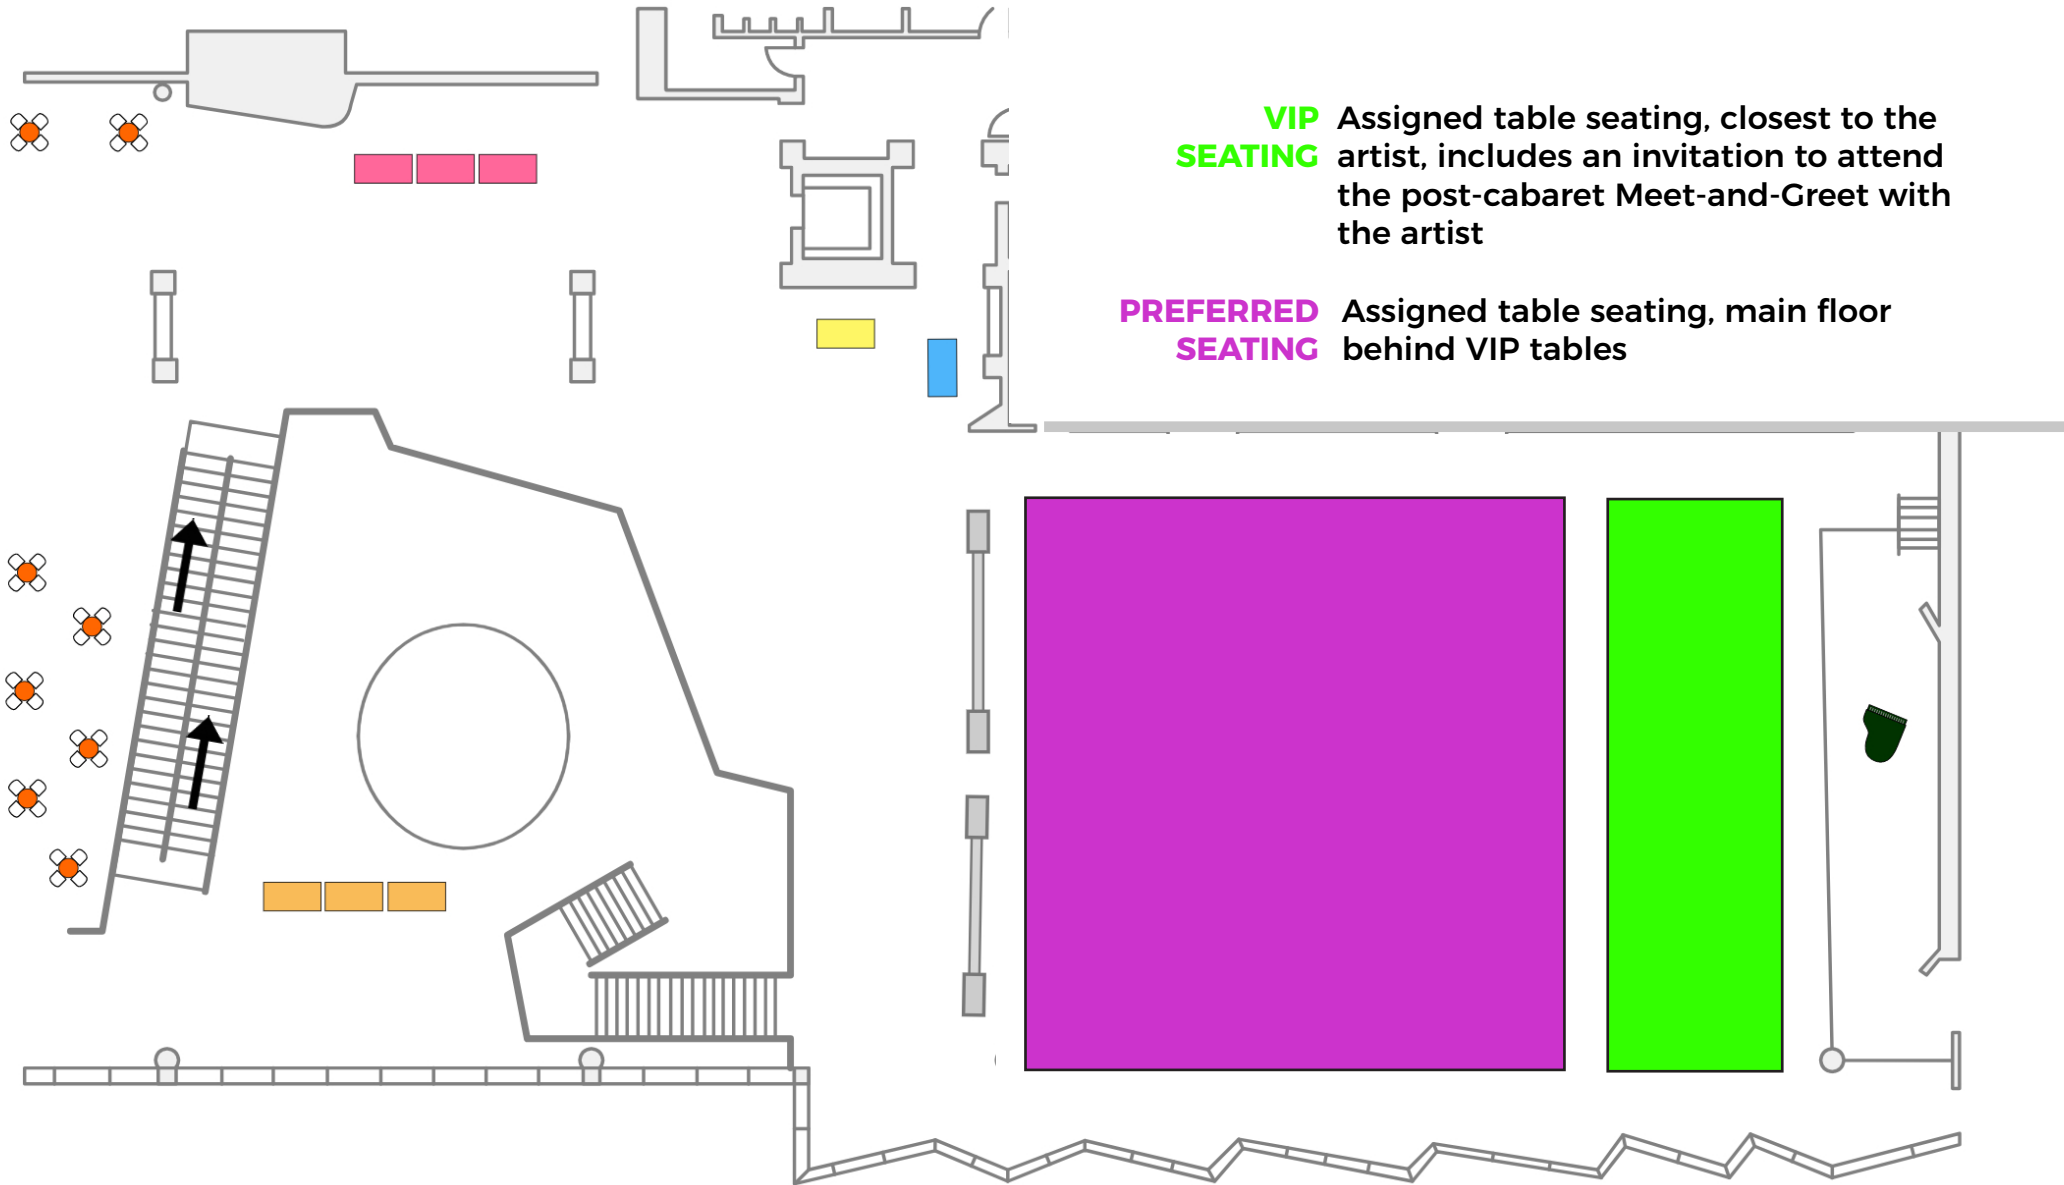 VIP Assigned table seating, closest to the
SEATING artist, includes an invitation to attend
the post-cabaret Meet-and-Greet with
the artist
PREFERRED Assigned table seating, main floor
SEATING behind VIP tables